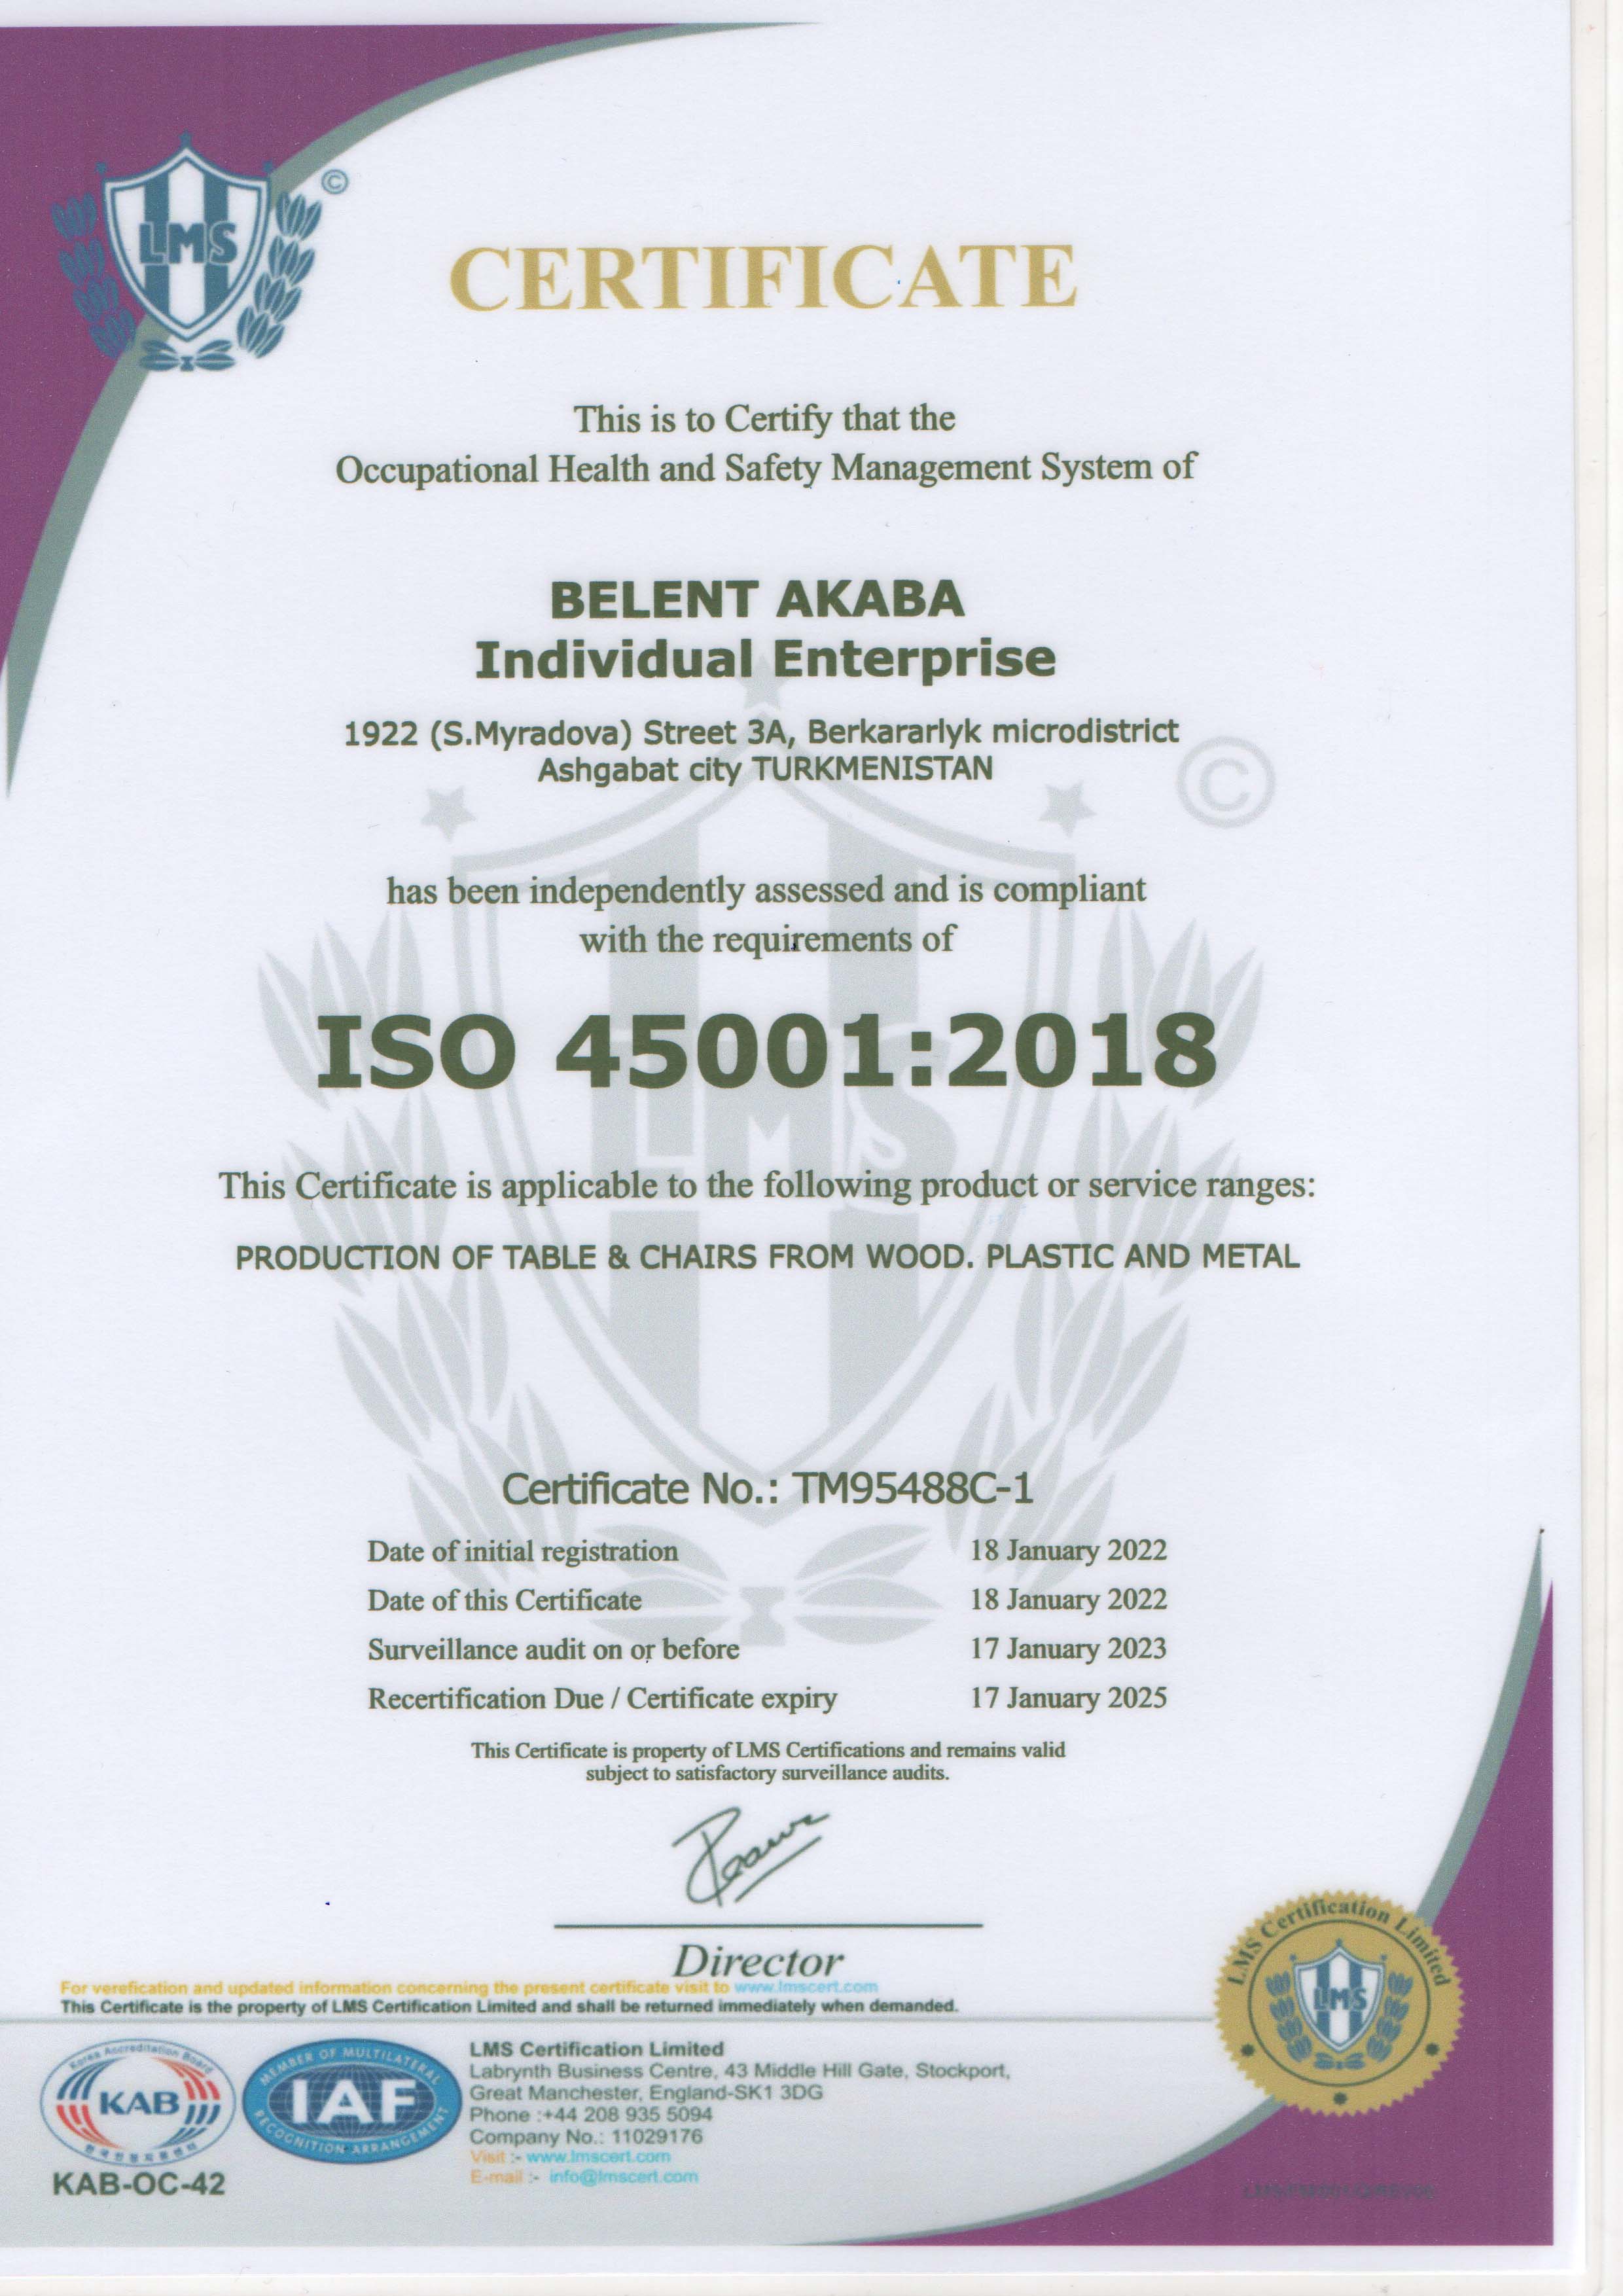 LMS
©
CERTIFICATE
This is to Certify that the
Occupational Health and Safety Management System of
BELENT AKABA
Individual Enterprise
1922 (S.Myradova) Street 3A, Berkararlyk microdistrict
Ashgabat city TURKMENISTAN
©
has been independently assessed and is compliant
with the requirements of
ISO 45001:2018
LMS
This Certificate is applicable to the following product or service ranges:
PRODUCTION OF TABLE & CHAIRS FROM WOOD. PLASTIC AND METAL
Certificate No.: TM95488C-1
Date of initial registration 18 January 2022
Date of this Certificate 18 January 2022
Surveillance audit on or before 17 January 2023
Recertification Due / Certificate expiry 17 January 2025
This Certificate is property of LMS Certifications and remains valid
subject to satisfactory surveillance audits.
Director
For verefication and updated information concerning the present certificate visit to www.lmscert.com
This Certificate is the property of LMS Certification Limited and shall be returned immediately when demanded.
LMS Certification Limited
LMS
Korea Accreditation Board
KAB
한국인정지원센터
KAB-OC-42
MEMBER OF MULTILATERAL
IAF
RECOGNITION ARRANGEMENT
LMS Certification Limited
Labrynth Business Centre, 43 Middle Hill Gate, Stockport,
Great Manchester, England-SK1 3DG
Phone :+44 208 935 5094
Company No.: 11029176
Visit :- www.lmscert.com
E-mail :- info@lmscert.com